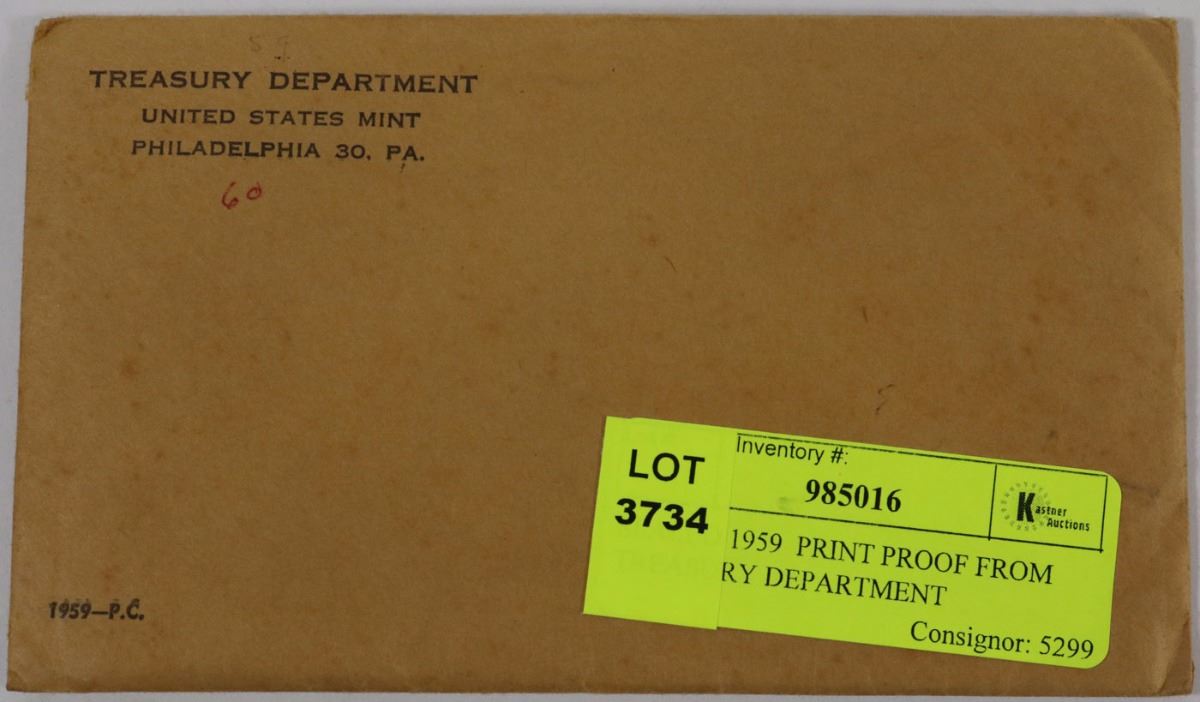 TREASURY DEPARTMENT
UNITED STATES MINT
PHILADELPHIA 30, PA.
60
LOT
3734
Inventory #:
985016
Kastner
Auctions
1959 PRINT PROOF FROM
RY DEPARTMENT
Consignor: 5299
1959—P.C.